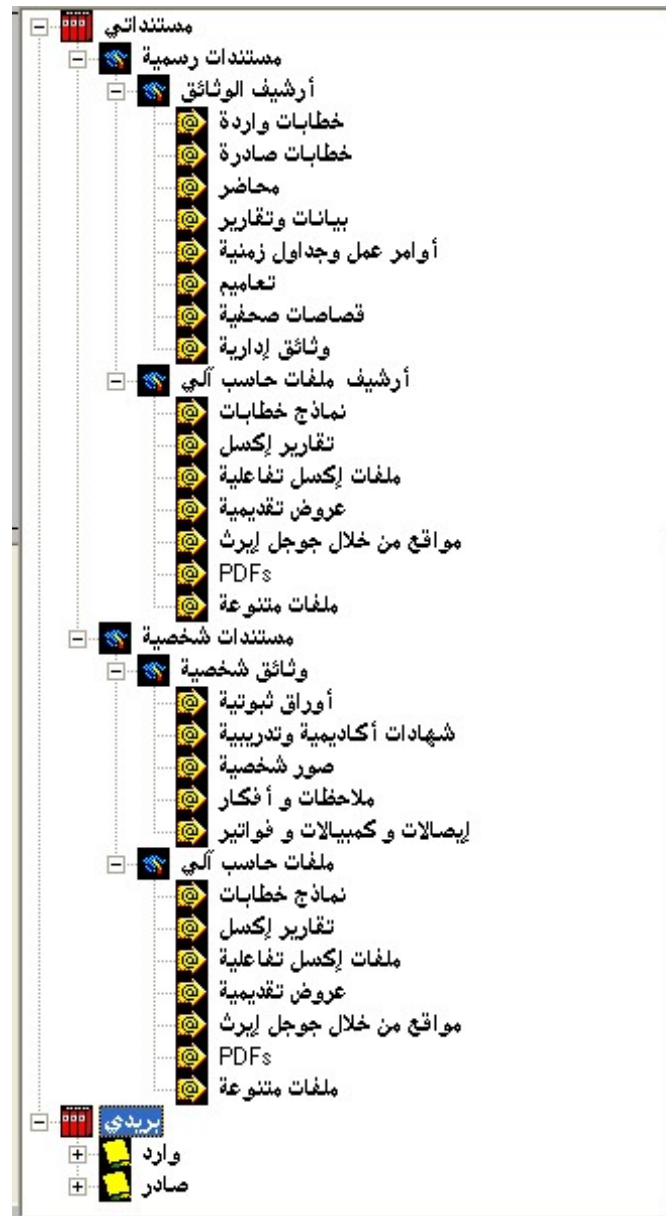 مستنداتي
مستندات رسمية
أرشيف الوثائق
خطابات واردة
خطابات صادرة
محاضر
بيانات وتقارير
أوامر عمل وجداول زمنية
تعاميم
قصاصات صحفية
وثائق إدارية
أرشيف ملفات حاسب آلي
نماذج خطابات
تقارير إكسل
ملفات إكسل تفاعلية
عروض تقديمية
مواقع من خلال جوجل إيرث
PDFs
ملفات متنوعة
مستندات شخصية
وثائق شخصية
أوراق ثبوتية
شهادات أكاديمية وتدريبية
صور شخصية
ملاحظات و أفكار
إيصالات و كمبيالات و فواتير
ملفات حاسب آلي
نماذج خطابات
تقارير إكسل
ملفات إكسل تفاعلية
عروض تقديمية
مواقع من خلال جوجل إيرث
PDFs
ملفات متنوعة
بريدي
وارد
صادر